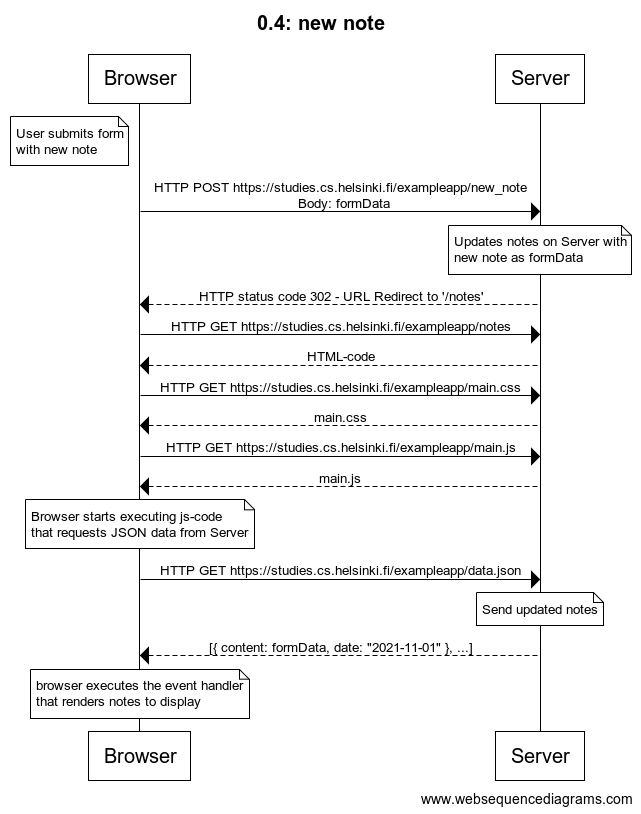 0.4: new note
Browser
Server
User submits form
with new note
HTTP POST https://studies.cs.helsinki.fi/exampleapp/new_note
Body: formData
Updates notes on Server with
new note as formData
HTTP status code 302 - URL Redirect to '/notes'
HTTP GET https://studies.cs.helsinki.fi/exampleapp/notes
HTML-code
HTTP GET https://studies.cs.helsinki.fi/exampleapp/main.css
main.css
HTTP GET https://studies.cs.helsinki.fi/exampleapp/main.js
main.js
Browser starts executing js-code
that requests JSON data from Server
HTTP GET https://studies.cs.helsinki.fi/exampleapp/data.json
Send updated notes
[{ content: formData, date: "2021-11-01" }, ...]
browser executes the event handler
that renders notes to display
Browser
Server
www.websequencediagrams.com